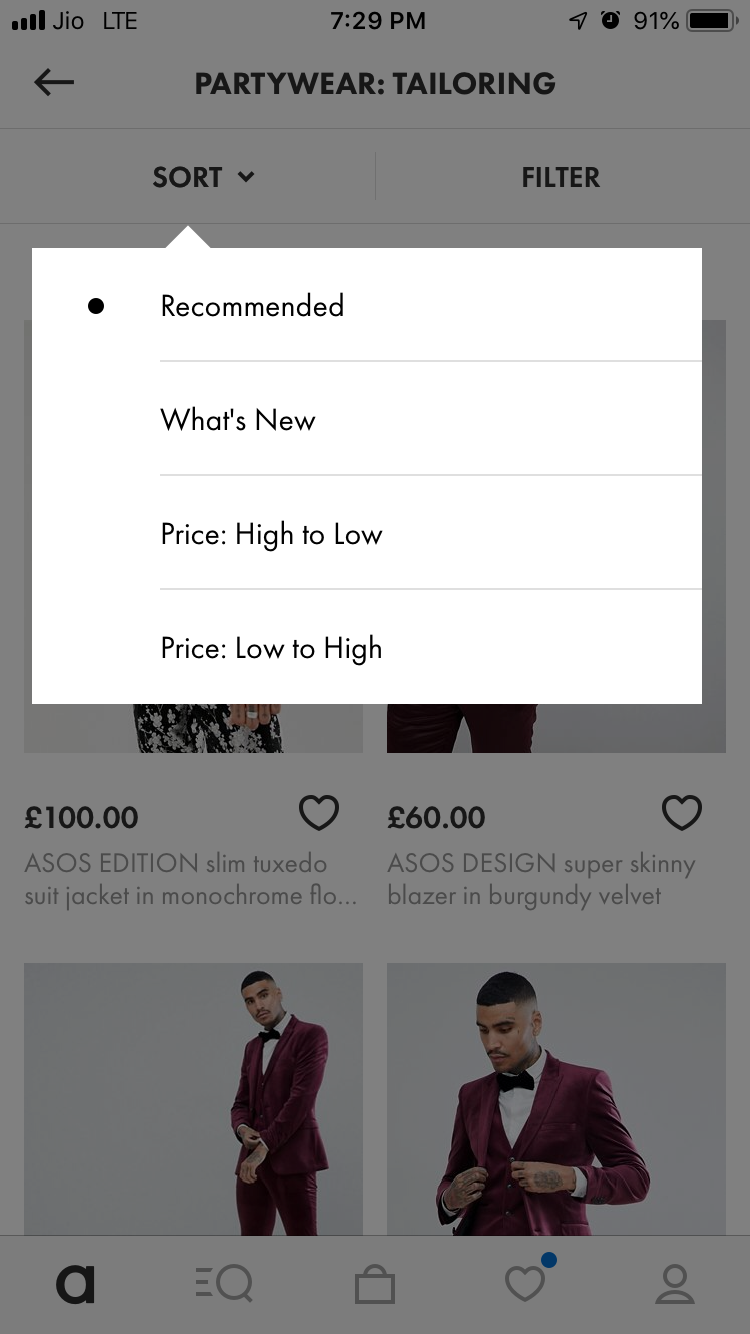 Jio LTE 7:29 PM 91%
PARTYWEAR: TAILORING
SORT FILTER
Recommended
What's New
Price: High to Low
Price: Low to High
£100.00 £60.00
ASOS EDITION slim tuxedo
suit jacket in monochrome flo...
ASOS DESIGN super skinny
blazer in burgundy velvet
a